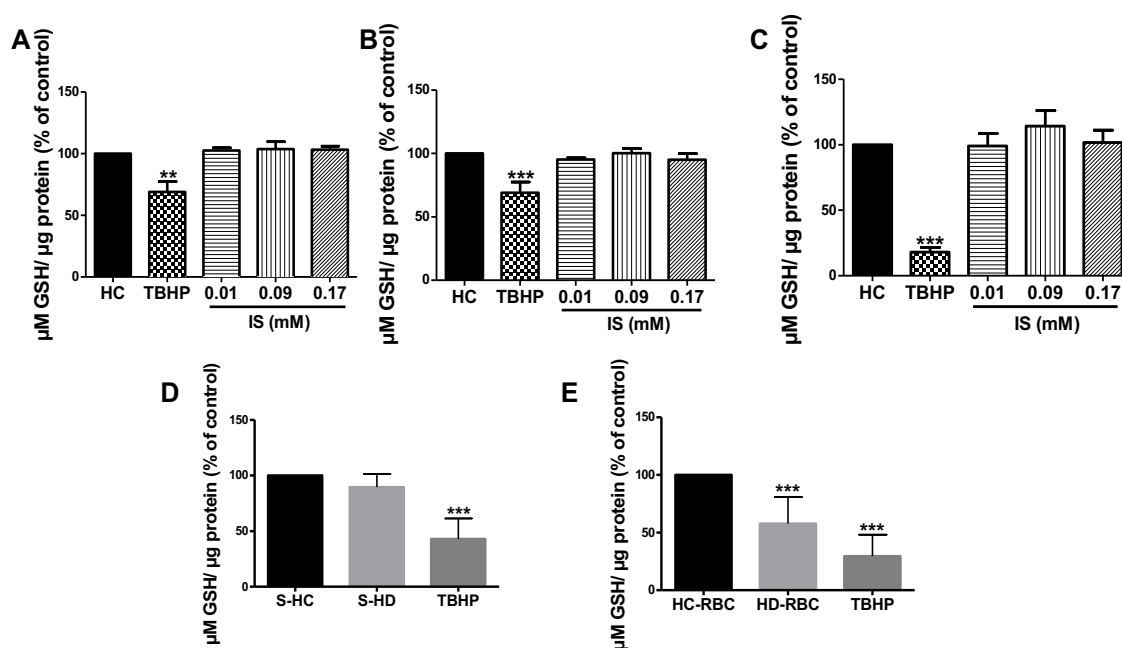 A
µM GSH/ µg protein (% of control)
150
100
50
0
**
HC
TBHP
0.01
0.09
0.17
IS (mM)
B
µM GSH/ µg protein (% of control)
150
100
50
0
***
HC
TBHP
0.01
0.09
0.17
IS (mM)
C
µM GSH/ µg protein (% of control)
150
100
50
0
***
HC
TBHP
0.01
0.09
0.17
IS (mM)
D
µM GSH/ µg protein (% of control)
150
100
50
0
***
S-HC
S-HD
TBHP
E
µM GSH/ µg protein (% of control)
150
100
50
0
***
***
HC-RBC
HD-RBC
TBHP